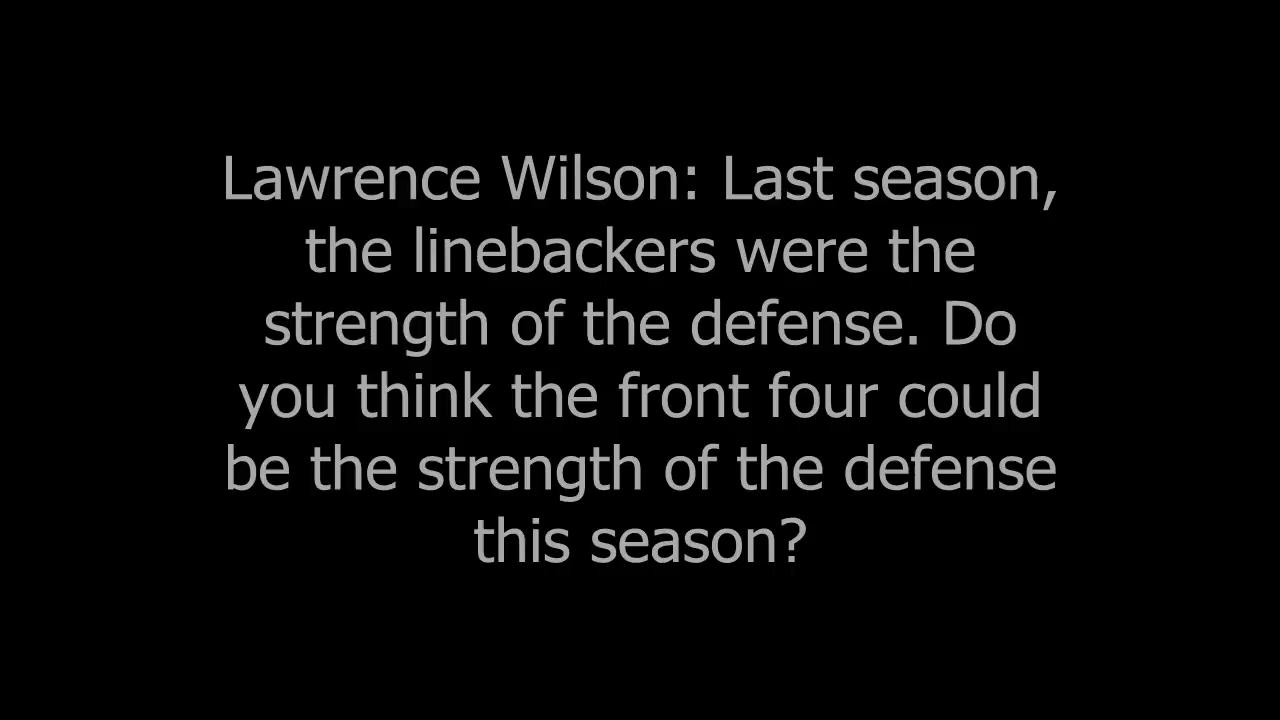 Lawrence Wilson: Last season,
the linebackers were the
strength of the defense. Do
you think the front four could
be the strength of the defense
this season?